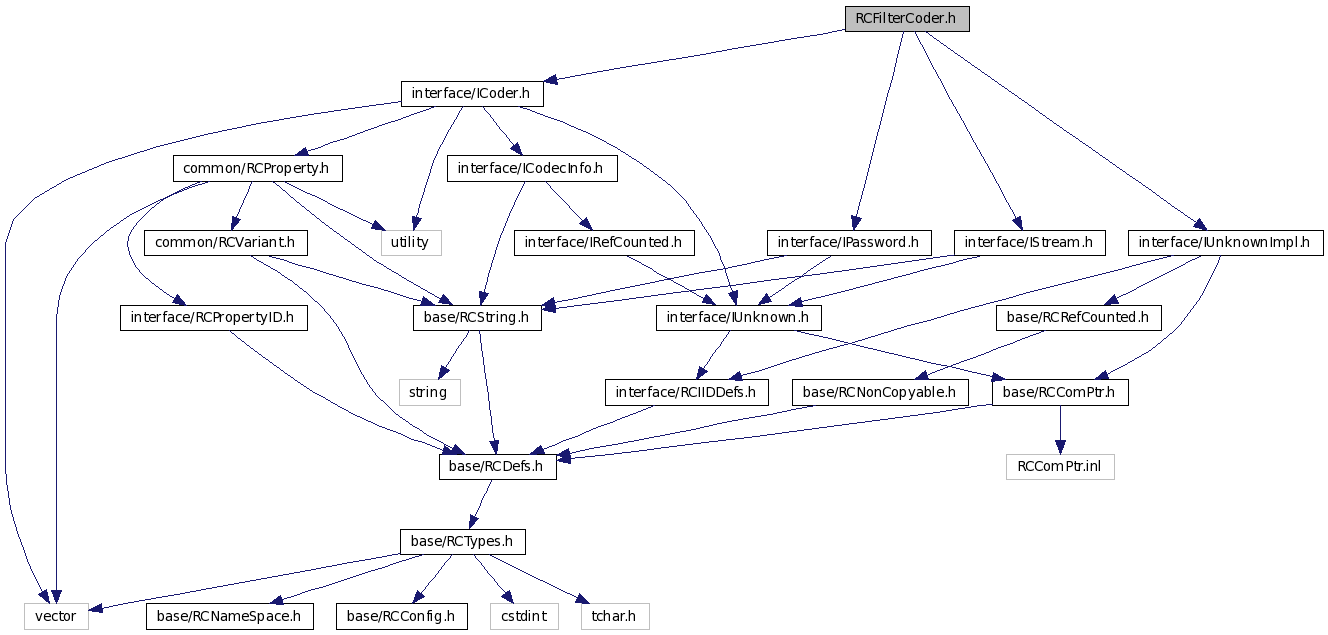 RCFilterCoder.h
interface/ICoder.h
common/RCProperty.h
interface/ICodecInfo.h
common/RCVariant.h
utility
interface/IRefCounted.h
interface/IPassword.h
interface/IStream.h
interface/IUnknownImpl.h
interface/RCPropertyID.h
base/RCString.h
interface/IUnknown.h
base/RCRefCounted.h
string
interface/RCIIDDefs.h
base/RCNonCopyable.h
base/RCComPtr.h
base/RCDefs.h
RCComPtr.inl
base/RCTypes.h
vector
base/RCNameSpace.h
base/RCConfig.h
cstdint
tchar.h